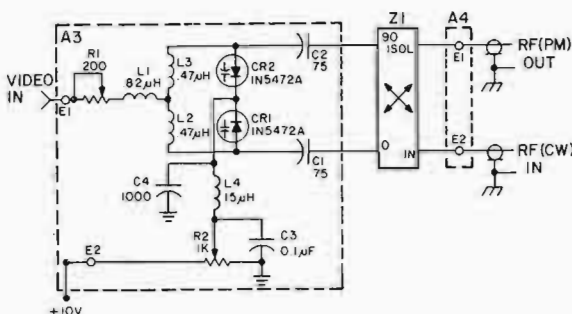 A3
R1
200
VIDEO
IN
E1
L1
82μH
L3
.47μH
L2
.47μH
CR2
IN5472A
CR1
IN5472A
C2
75
C1
75
C4
1000
L4
15μH
R2
1K
C3
0.1μF
E2
+10V
Z1
90
ISOL
0
IN
A4
E1
E2
RF(PM)
OUT
RF(CW)
IN